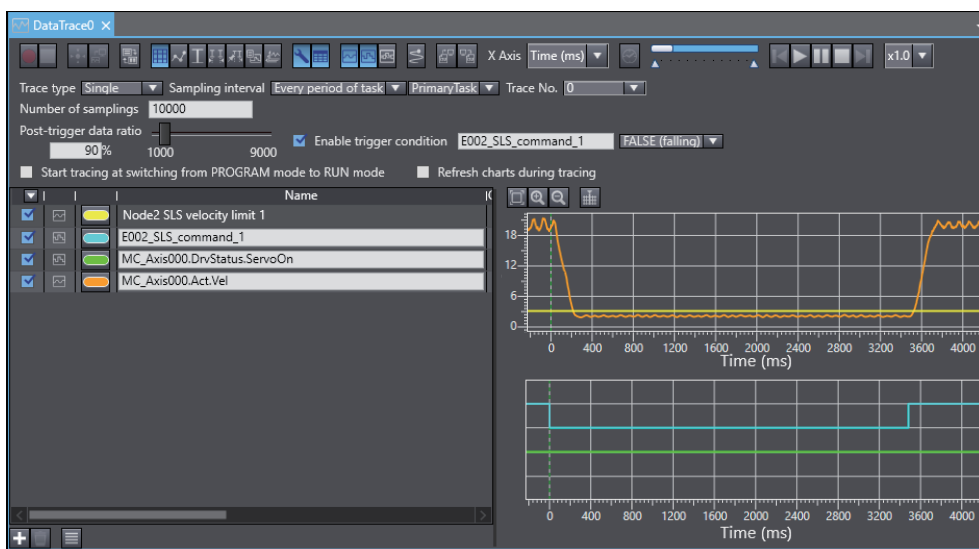 DataTrace0
X Axis Time (ms) x1.0
Trace type Single Sampling interval Every period of task PrimaryTask Trace No. 0
Number of samplings 10000
Post-trigger data ratio
90 % 1000 9000 Enable trigger condition E002_SLS_command_1 FALSE (falling)
Start tracing at switching from PROGRAM mode to RUN mode Refresh charts during tracing
Name
Node2 SLS velocity limit 1
E002_SLS_command_1
MC_Axis000.DrvStatus.ServoOn
MC_Axis000.Act.Vel
18
12
6
0
0 400 800 1200 1600 2000 2400 2800 3200 3600 4000
Time (ms)
0 400 800 1200 1600 2000 2400 2800 3200 3600 4000
Time (ms)